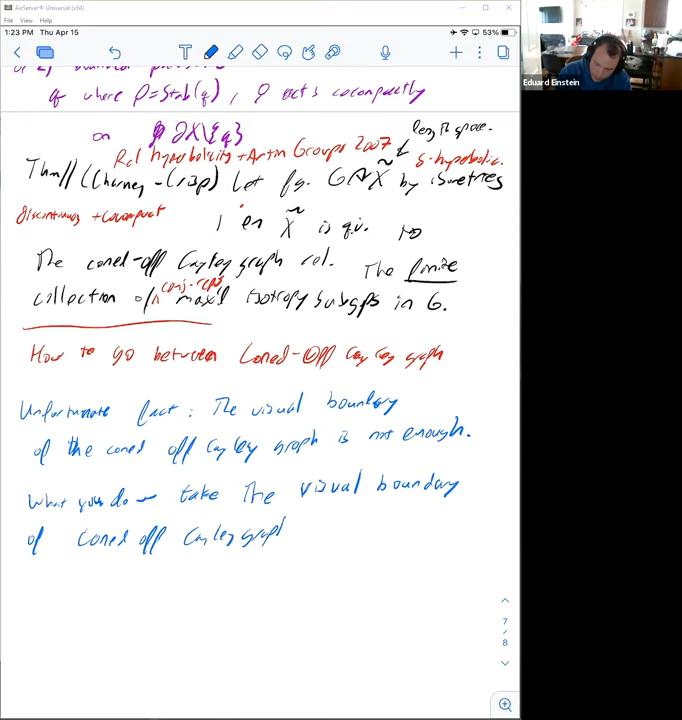 AirServer Universal (x64)
File View Help
1:23 PM Thu Apr 15
53%
of where P=Stab(q), P acts cocompactly
on ∂X\{q}
length space.
Rel hyperbolicity + Artin Groups 2007 & δ-hyperbolic.
Thm// (Charney-Crisp) Let f.g. G↷X̃ by isometries
discontinuous + cocompact
then X̃ is q.i. to
The coned-off Cayley graph rel. The finite
conj. reps
collection of max'l isotropy subgps in G.
How to go between Coned-Off Cayley graph
Unfortunate fact: The visual boundary
of the coned off Cayley graph is not enough.
What you do - take the visual boundary
of Coned off Cayley graph
7
/
8
Eduard Einstein